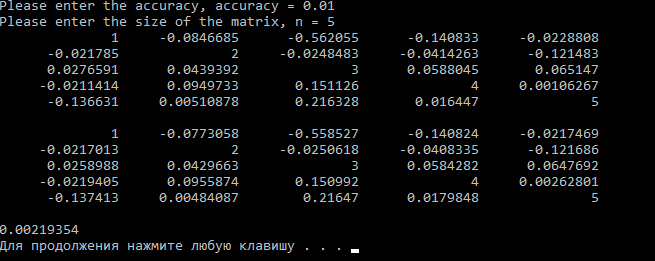 Please enter the accuracy, accuracy = 0.01
Please enter the size of the matrix, n = 5
1 -0.0846685 -0.562055 -0.140833 -0.0228808
-0.021785 2 -0.0248483 -0.0414263 -0.121483
0.0276591 0.0439392 3 0.0588045 0.065147
-0.0211414 0.0949733 0.151126 4 0.00106267
-0.136631 0.00510878 0.216328 0.016447 5
1 -0.0773058 -0.558527 -0.140824 -0.0217469
-0.0217013 2 -0.0250618 -0.0408335 -0.121686
0.0258988 0.0429663 3 0.0584282 0.0647692
-0.0219405 0.0955874 0.150992 4 0.00262801
-0.137413 0.00484087 0.21647 0.0179848 5
0.00219354
Для продолжения нажмите любую клавишу . . .